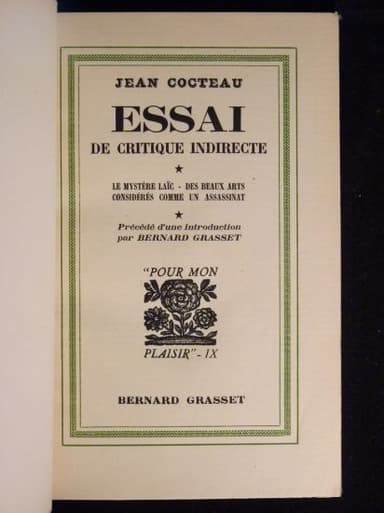 JEAN COCTEAU
ESSAI
DE CRITIQUE INDIRECTE
LE MYSTÈRE LAÏC - DES BEAUX ARTS
CONSIDÉRÉS COMME UN ASSASSINAT
Précédé d'une introduction
par BERNARD GRASSET
"POUR MON
PLAISIR" - IX
BERNARD GRASSET